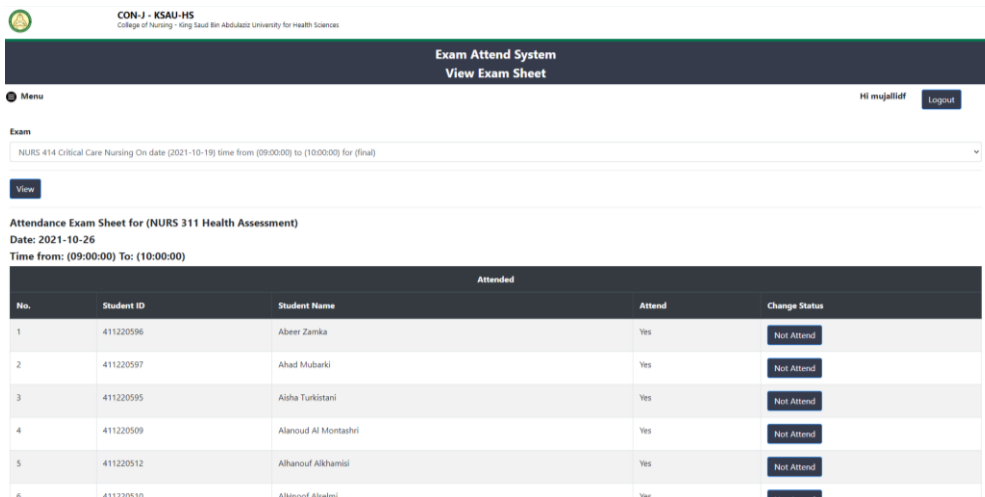 CON-J - KSAU-HS
College of Nursing - King Saud Bin Abdulaziz University for Health Sciences
Exam Attend System
View Exam Sheet
Menu
Hi mujallidf
Logout
Exam
NURS 414 Critical Care Nursing On date (2021-10-19) time from (09:00:00) to (10:00:00) for (final)
View
Attendance Exam Sheet for (NURS 311 Health Assessment)
Date: 2021-10-26
Time from: (09:00:00) To: (10:00:00)
Attended
No. Student ID Student Name Attend Change Status
1 411220596 Abeer Zamka Yes Not Attend
2 411220597 Ahad Mubarki Yes Not Attend
3 411220595 Aisha Turkistani Yes Not Attend
4 411220509 Alanoud Al Montashri Yes Not Attend
5 411220512 Alhanouf Alkhamisi Yes Not Attend
6 411220510 Yes